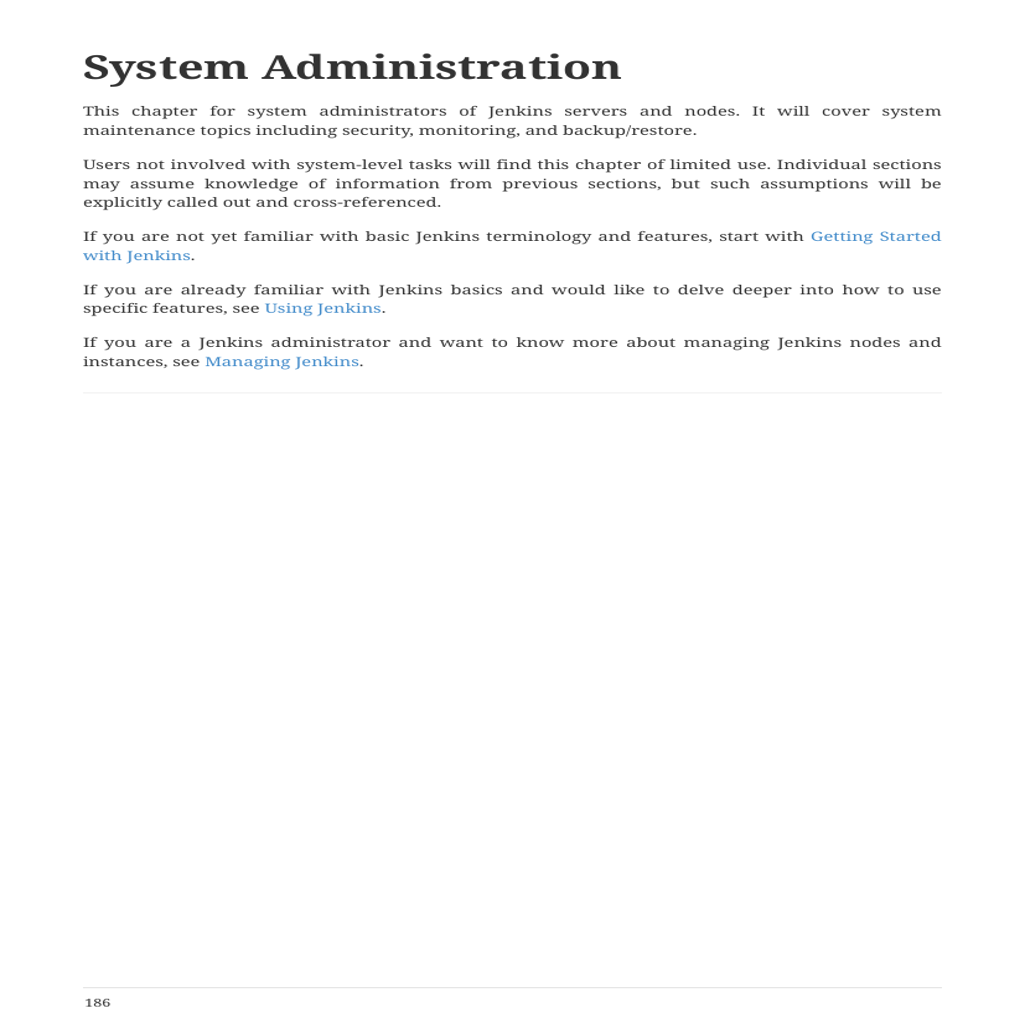 System Administration
This chapter for system administrators of Jenkins servers and nodes. It will cover system
maintenance topics including security, monitoring, and backup/restore.
Users not involved with system-level tasks will find this chapter of limited use. Individual sections
may assume knowledge of information from previous sections, but such assumptions will be
explicitly called out and cross-referenced.
If you are not yet familiar with basic Jenkins terminology and features, start with Getting Started
with Jenkins.
If you are already familiar with Jenkins basics and would like to delve deeper into how to use
specific features, see Using Jenkins.
If you are a Jenkins administrator and want to know more about managing Jenkins nodes and
instances, see Managing Jenkins.
186